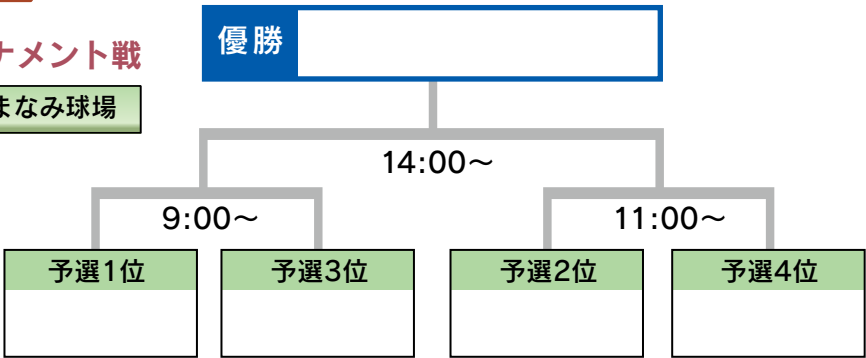 優勝
ナメント戦
まなみ球場
14:00～
9:00～
11:00～
予選1位
予選3位
予選2位
予選4位